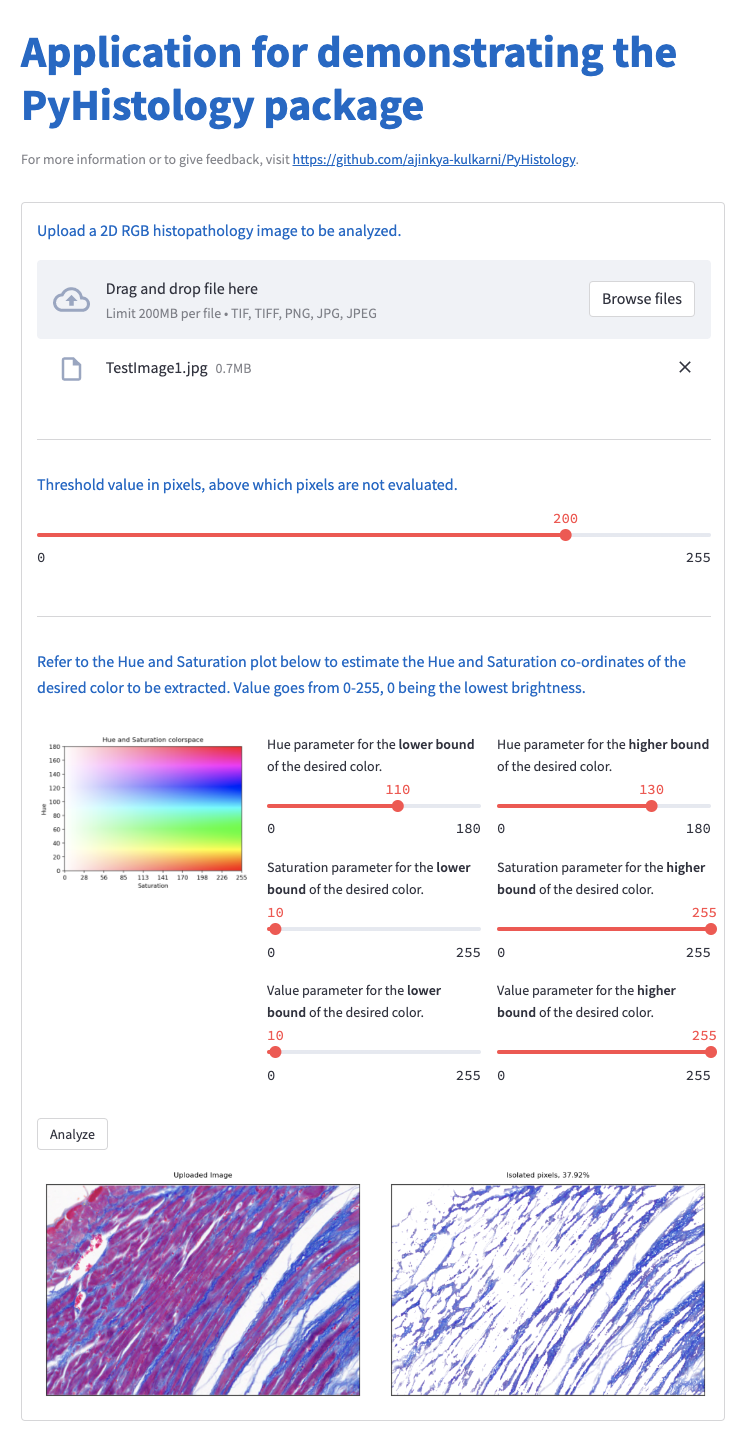 Application for demonstrating the
PyHistology package
For more information or to give feedback, visit https://github.com/ajinkya-kulkarni/PyHistology.
Upload a 2D RGB histopathology image to be analyzed.
Drag and drop file here
Limit 200MB per file • TIF, TIFF, PNG, JPG, JPEG
Browse files
TestImage1.jpg 0.7MB
Threshold value in pixels, above which pixels are not evaluated.
200
0 255
Refer to the Hue and Saturation plot below to estimate the Hue and Saturation co-ordinates of the
desired color to be extracted. Value goes from 0-255, 0 being the lowest brightness.
Hue and Saturation colorspace
180
160
140
120
100
80
60
40
20
0
Hue
0 28 56 85 113 141 170 198 226 255
Saturation
Hue parameter for the lower bound
of the desired color.
110
0 180
Hue parameter for the higher bound
of the desired color.
130
0 180
Saturation parameter for the lower
bound of the desired color.
10
0 255
Saturation parameter for the higher
bound of the desired color.
255
0 255
Value parameter for the lower
bound of the desired color.
10
0 255
Value parameter for the higher
bound of the desired color.
255
0 255
Analyze
Uploaded Image
Isolated pixels, 37.92%